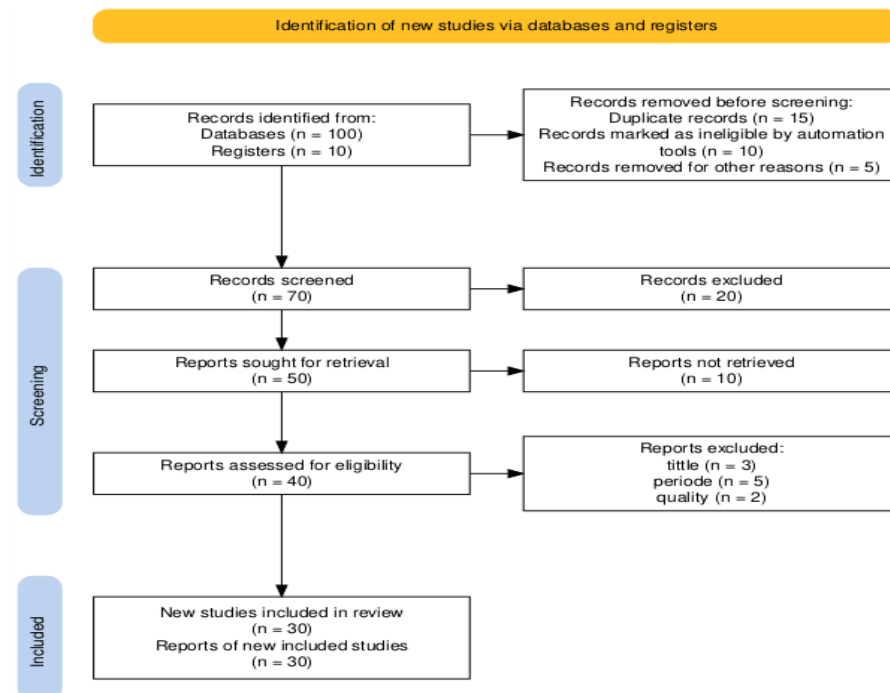 Identification of new studies via databases and registers
Identification
Records identified from:
Databases (n = 100)
Registers (n = 10)
Records removed before screening:
Duplicate records (n = 15)
Records marked as ineligible by automation
tools (n = 10)
Records removed for other reasons (n = 5)
Screening
Records screened
(n = 70)
Records excluded
(n = 20)
Reports sought for retrieval
(n = 50)
Reports not retrieved
(n = 10)
Reports assessed for eligibility
(n = 40)
Reports excluded:
tittle (n = 3)
periode (n = 5)
quality (n = 2)
Included
New studies included in review
(n = 30)
Reports of new included studies
(n = 30)